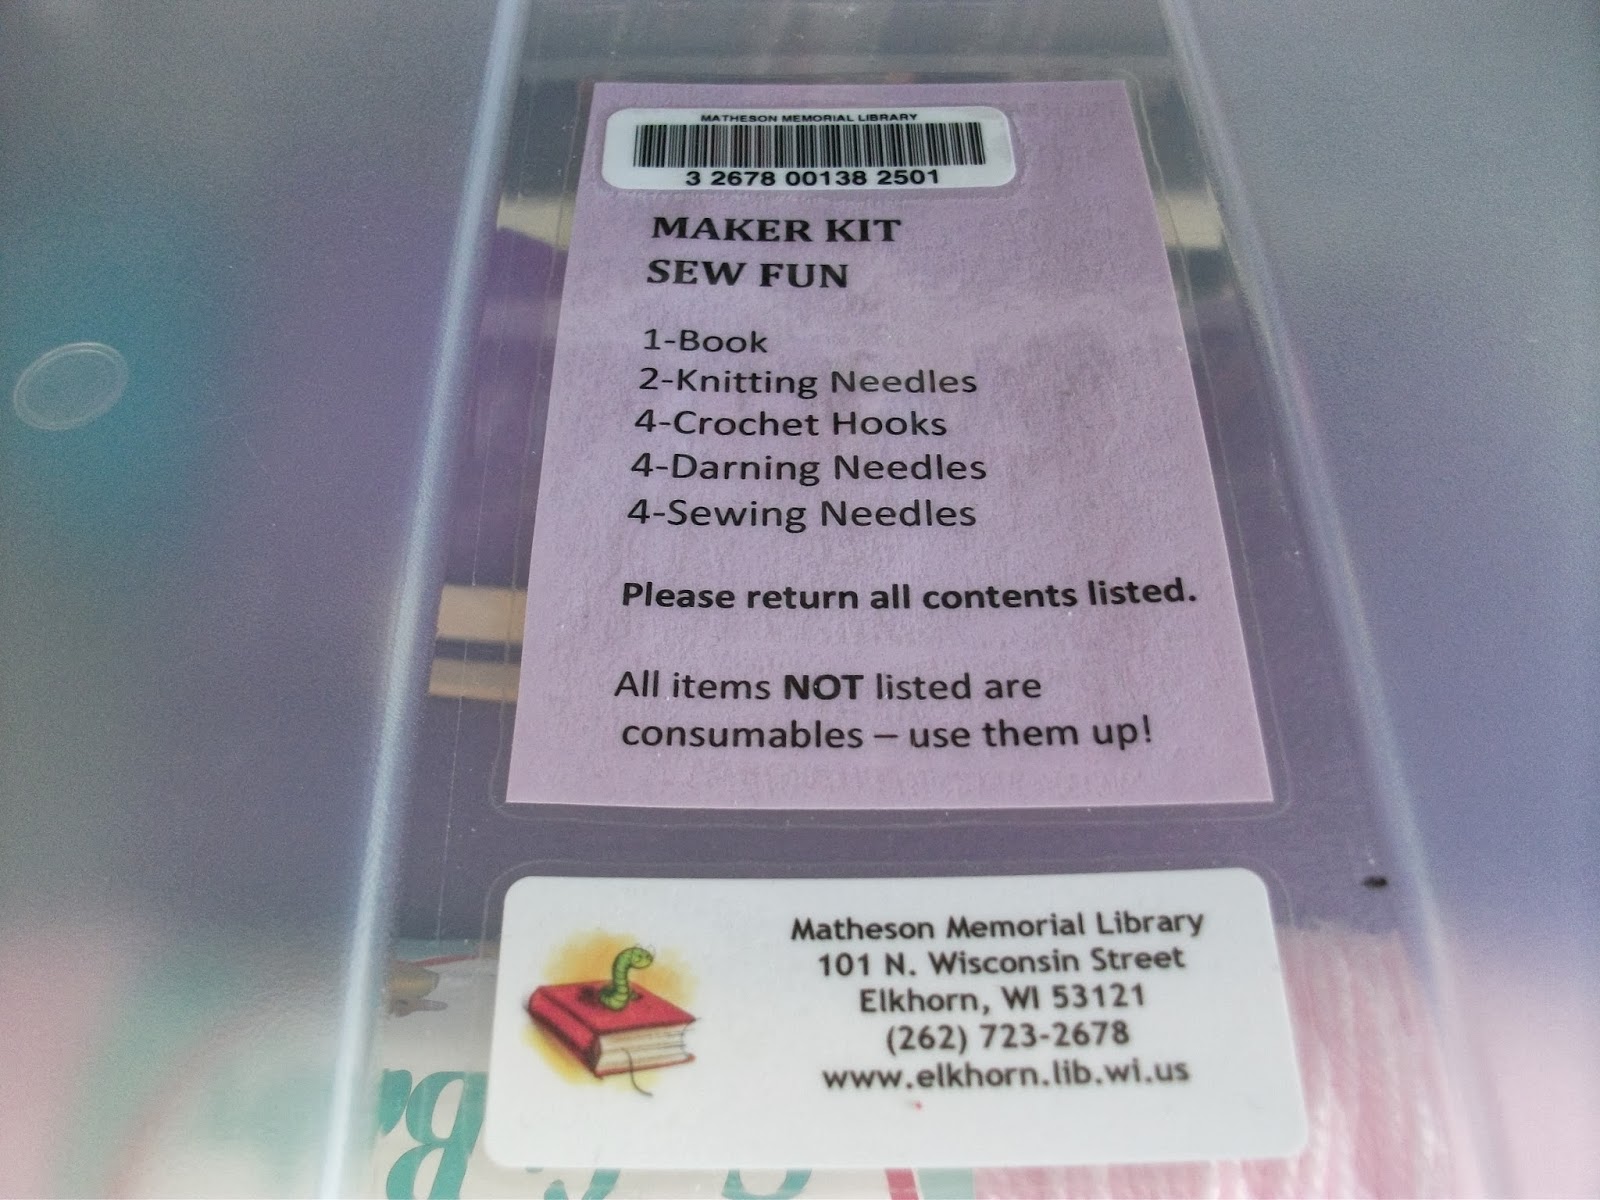 MATHESON MEMORIAL LIBRARY
3 2678 00138 2501
MAKER KIT
SEW FUN
1-Book
2-Knitting Needles
4-Crochet Hooks
4-Darning Needles
4-Sewing Needles
Please return all contents listed.
All items NOT listed are
consumables – use them up!
Matheson Memorial Library
101 N. Wisconsin Street
Elkhorn, WI 53121
(262) 723-2678
www.elkhorn.lib.wi.us